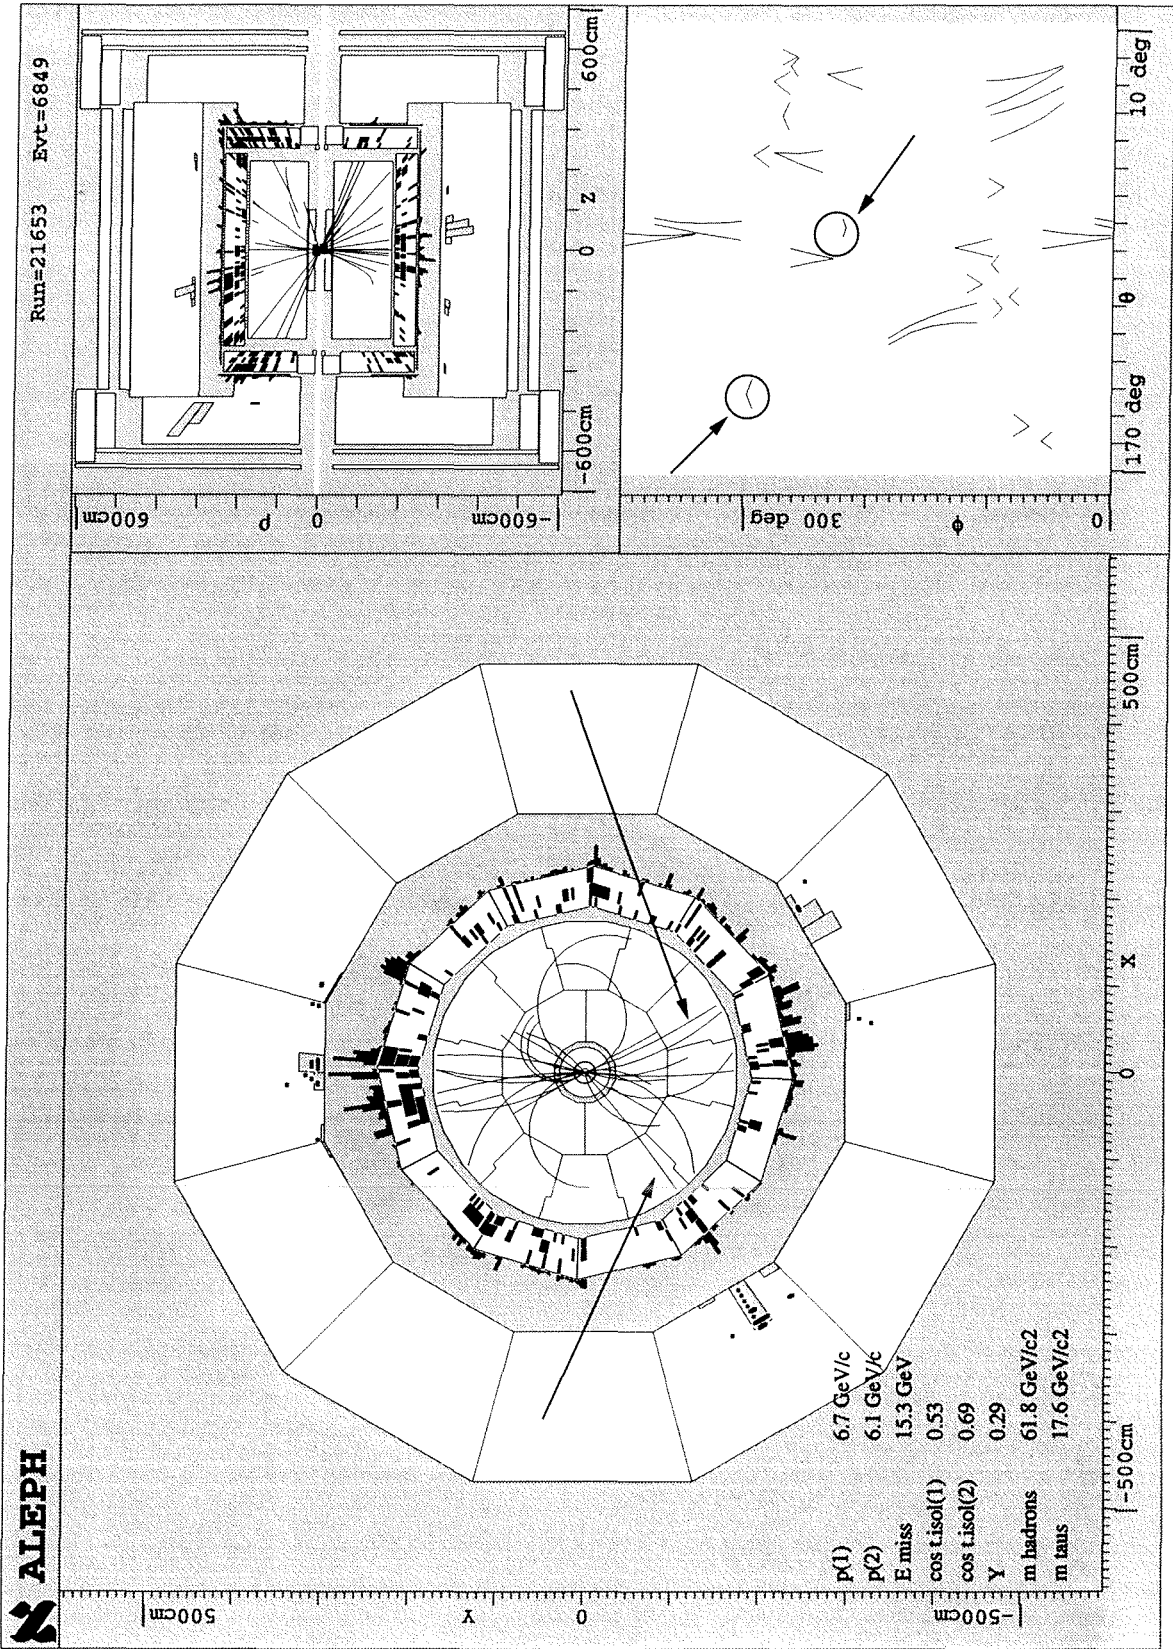 ALEPH
Run=21653 Evt=6849
500cm
Y
0
-500cm
p(1) 6.7 GeV/c
p(2) 6.1 GeV/c
E miss 15.3 GeV
cos t.isol(1) 0.53
cos t.isol(2) 0.69
Y 0.29
m hadrons 61.8 GeV/c2
m taus 17.6 GeV/c2
-500cm
0
X
500cm
600cm
ρ
0
-600cm
-600cm
0
Z
600cm
300 deg
φ
0
170 deg
θ
10 deg